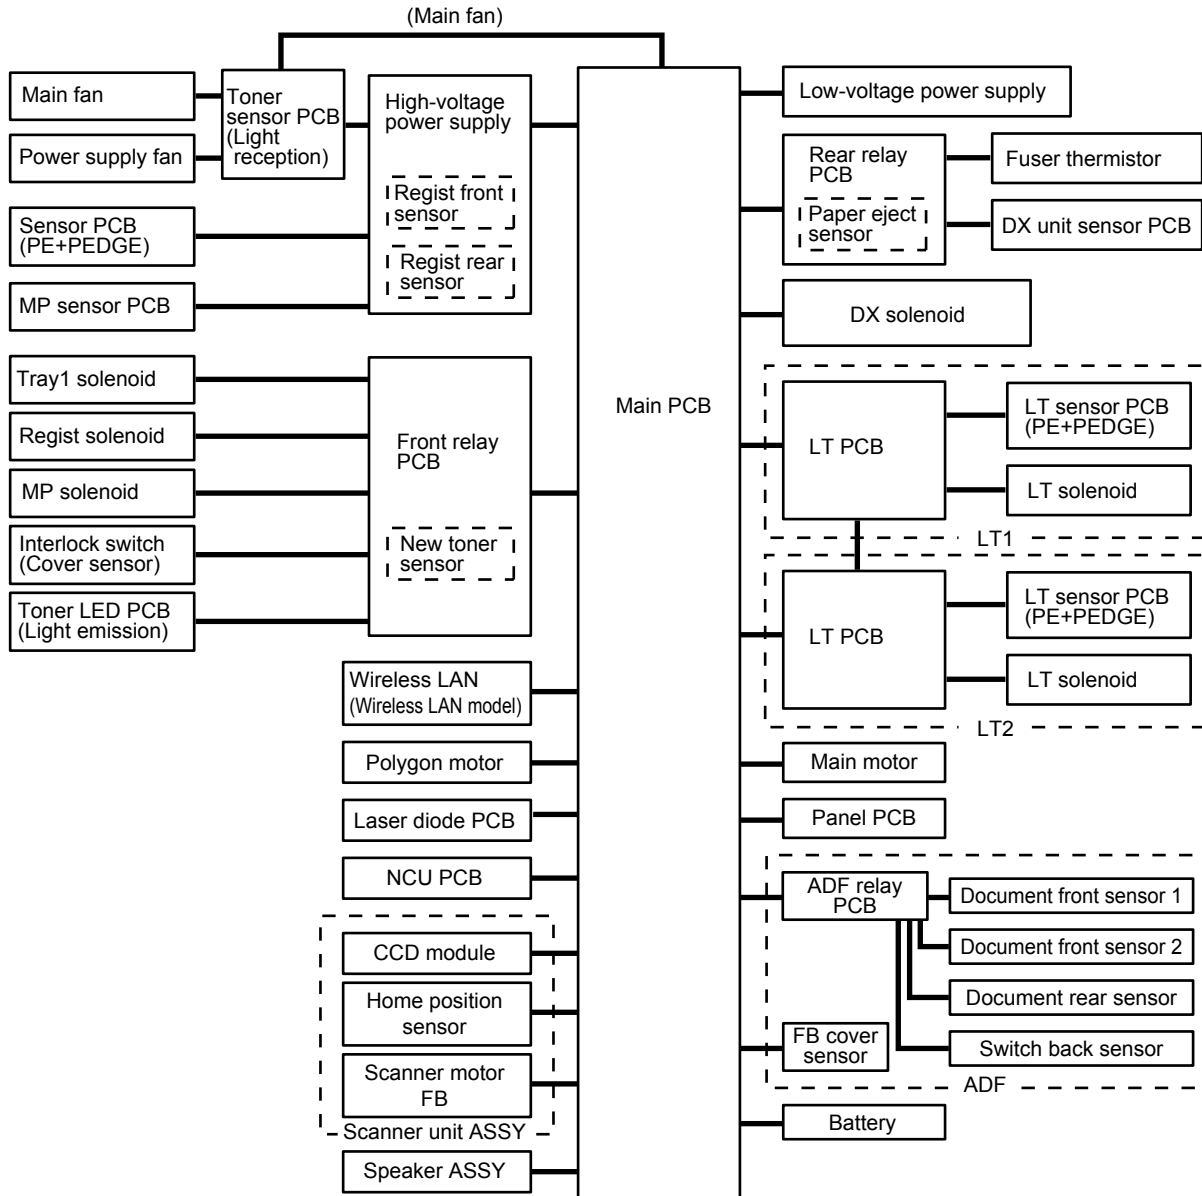 (Main fan)
Main fan
Power supply fan
Toner
sensor PCB
(Light
reception)
High-voltage
power supply
Regist front
sensor
Regist rear
sensor
Sensor PCB
(PE+PEDGE)
MP sensor PCB
Tray1 solenoid
Regist solenoid
MP solenoid
Interlock switch
(Cover sensor)
Toner LED PCB
(Light emission)
Front relay
PCB
New toner
sensor
Wireless LAN
(Wireless LAN model)
Polygon motor
Laser diode PCB
NCU PCB
CCD module
Home position
sensor
Scanner motor
FB
Scanner unit ASSY
Speaker ASSY
Main PCB
Low-voltage power supply
Rear relay
PCB
Paper eject
sensor
Fuser thermistor
DX unit sensor PCB
DX solenoid
LT PCB
LT sensor PCB
(PE+PEDGE)
LT solenoid
LT1
LT PCB
LT sensor PCB
(PE+PEDGE)
LT solenoid
LT2
Main motor
Panel PCB
ADF relay
PCB
Document front sensor 1
Document front sensor 2
Document rear sensor
Switch back sensor
FB cover
sensor
ADF
Battery